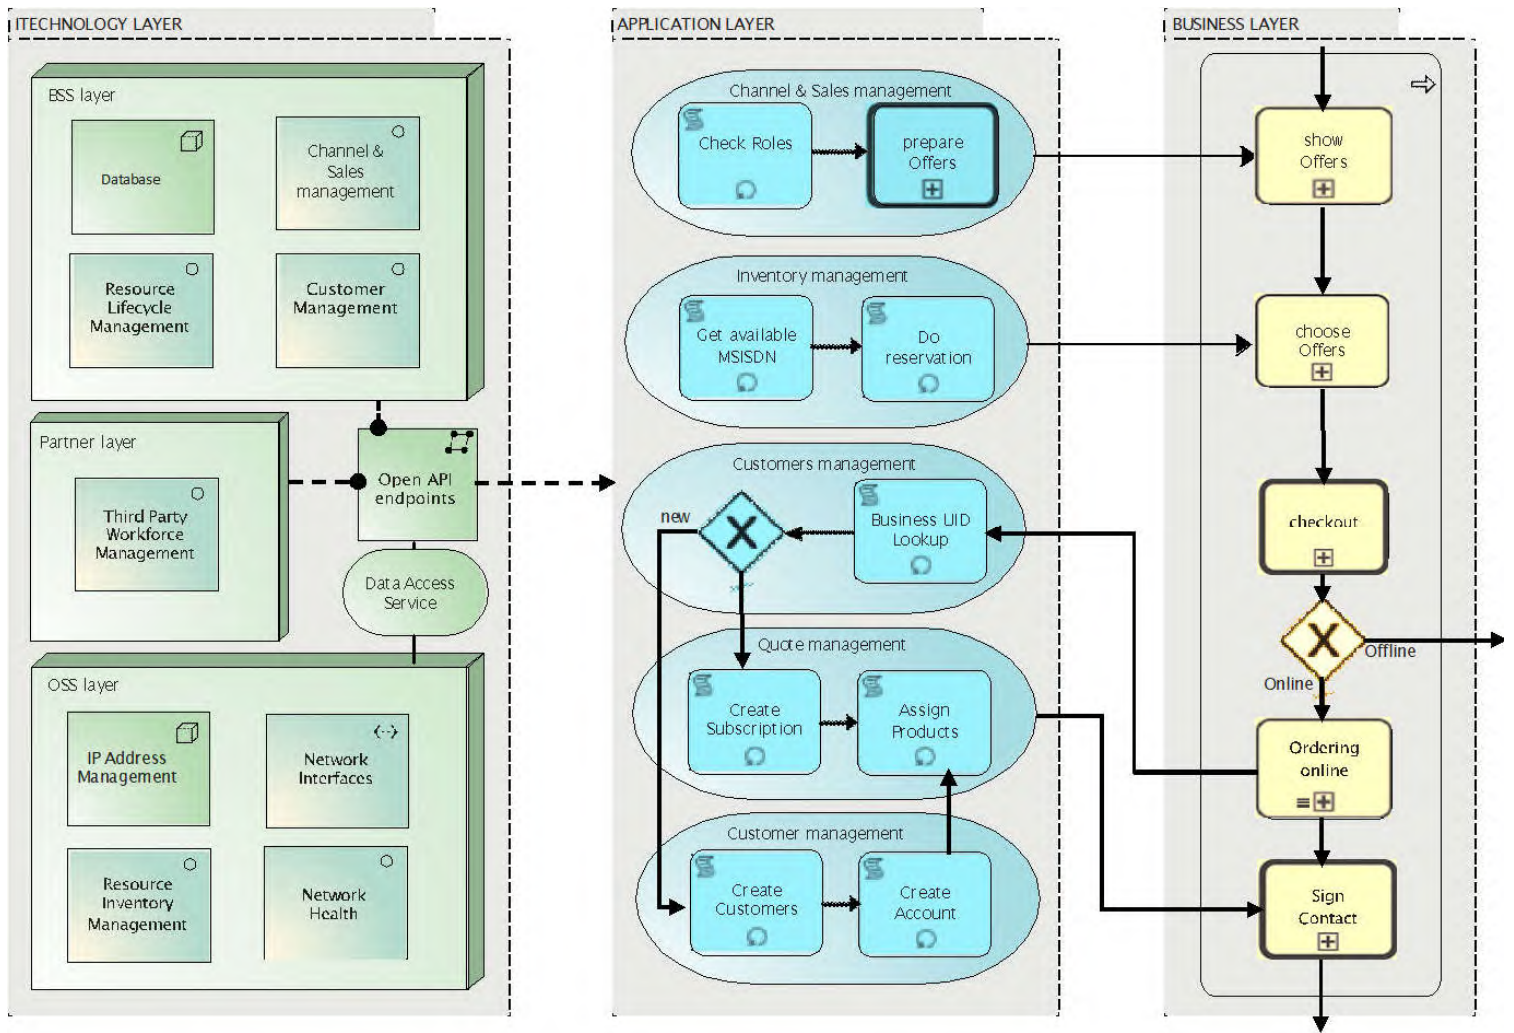 ITECHNOLOGY LAYER
BSS layer
Database
Channel &
Sales
management
Resource
Lifecycle
Management
Customer
Management
Partner layer
Third Party
Workforce
Management
Open API
endpoints
Data Access
Service
OSS layer
IP Address
Management
Network
Interfaces
Resource
Inventory
Management
Network
Health
APPLICATION LAYER
Channel & Sales management
Check Roles
prepare
Offers
Inventory management
Get available
MSISDN
Do
reservation
Customers management
new
Business UID
Lookup
Quote management
Create
Subscription
Assign
Products
Customer management
Create
Customers
Create
Account
BUSINESS LAYER
show
Offers
choose
Offers
checkout
Offline
Online
Ordering
online
Sign
Contact